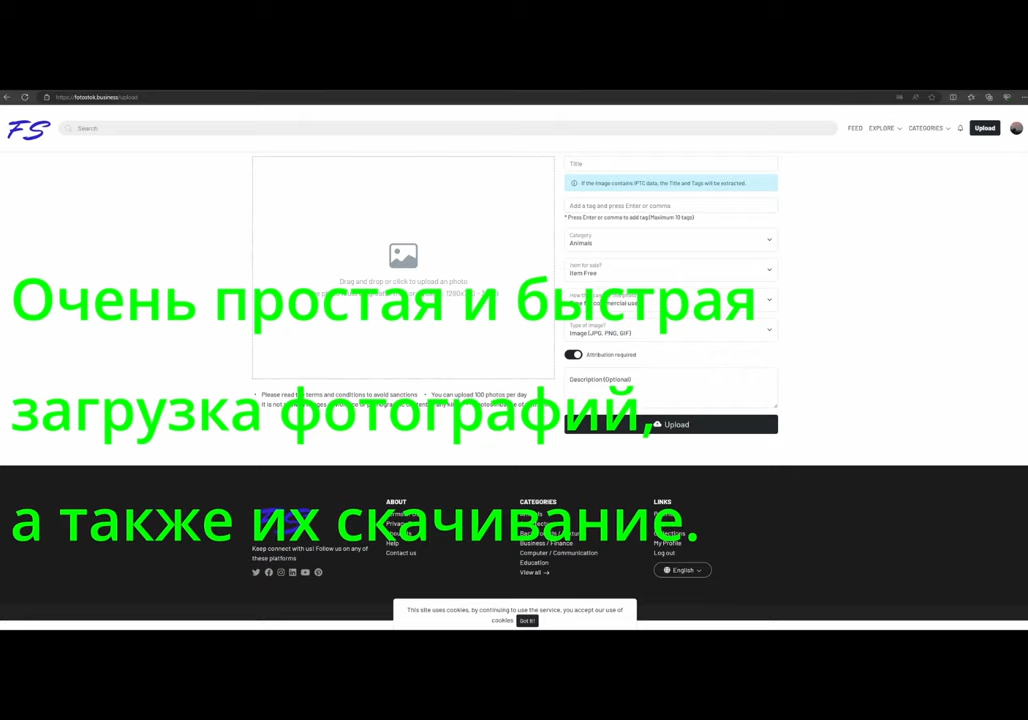 https://fotostok.business/upload
FS
Search
FEED EXPLORE CATEGORIES Upload
Title
If the image contains IPTC data, the Title and Tags will be extracted.
Add a tag and press Enter or comma
* Press Enter or comma to add tag (Maximum 10 tags)
Category
Animals
Item for sale?
Item Free
Drag and drop or click to upload an photo
Очень простая и быстрая
Type of image?
Image (JPG, PNG, GIF)
Attribution required
Description (Optional)
• Please read the terms and conditions to avoid sanctions • You can upload 100 photos per day
загрузка фотографий,
Upload
ABOUT
Contact us
Help
CATEGORIES
Business / Finance
Computer / Communication
Education
View all →
LINKS
My Profile
Log out
English
а также их скачивание.
Keep connect with us! Follow us on any of
these platforms
This site uses cookies, by continuing to use the service, you accept our use of
cookies Got it!